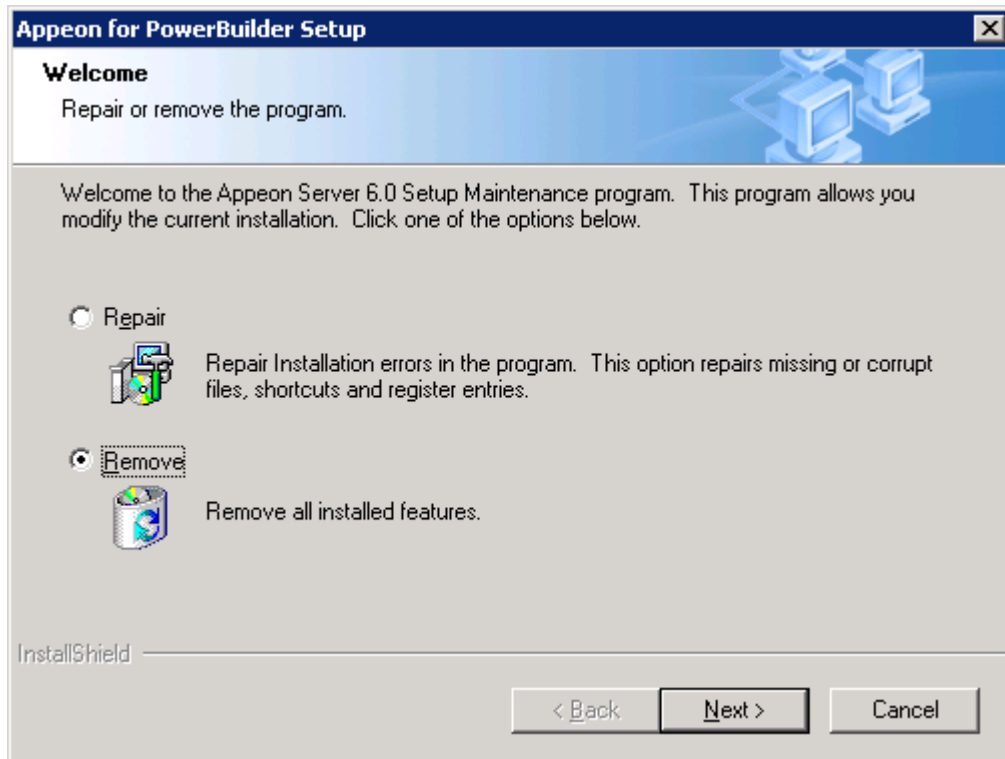 Appeon for PowerBuilder Setup
Welcome
Repair or remove the program.
Welcome to the Appeon Server 6.0 Setup Maintenance program. This program allows you
modify the current installation. Click one of the options below.
Repair
Repair Installation errors in the program. This option repairs missing or corrupt
files, shortcuts and register entries.
Remove
Remove all installed features.
InstallShield
< Back
Next >
Cancel